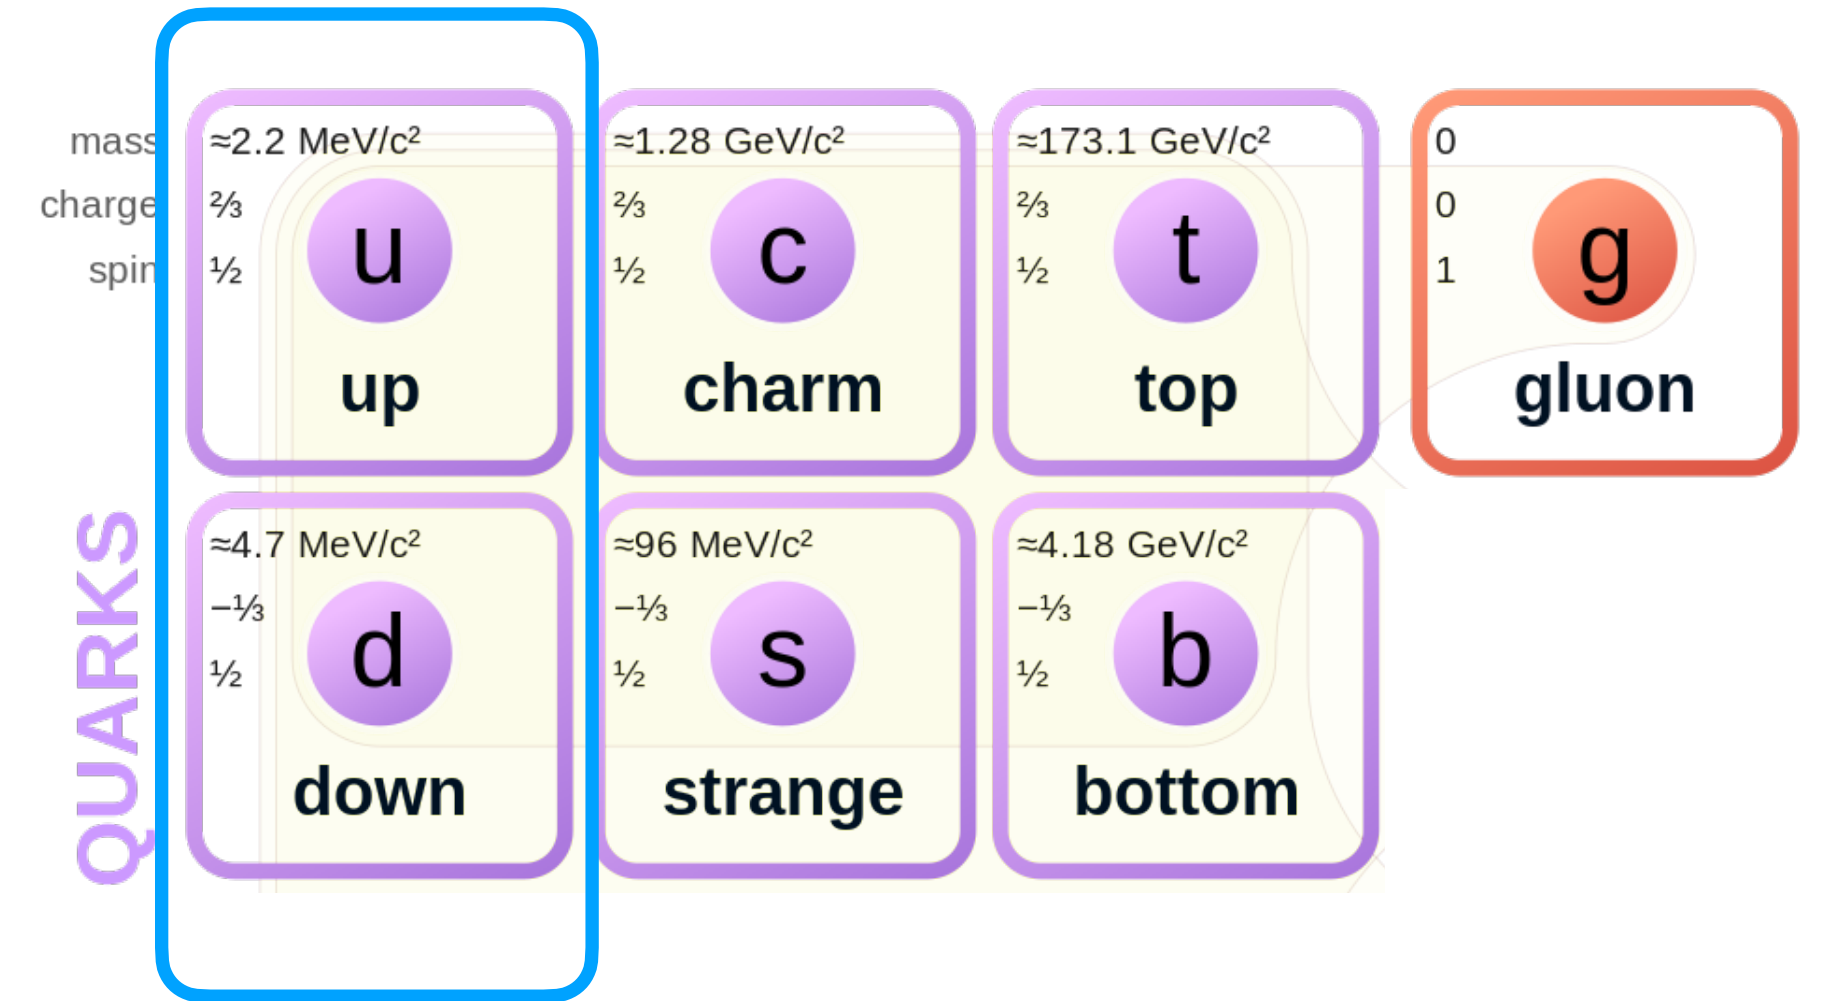 mass ≈2.2 MeV/c² ≈1.28 GeV/c² ≈173.1 GeV/c² 0
charge ⅔ ⅔ ⅔ 0
spin ½ ½ ½ 1
u c t g
up charm top gluon
QUARKS
≈4.7 MeV/c² ≈96 MeV/c² ≈4.18 GeV/c²
−⅓ −⅓ −⅓
½ ½ ½
d s b
down strange bottom